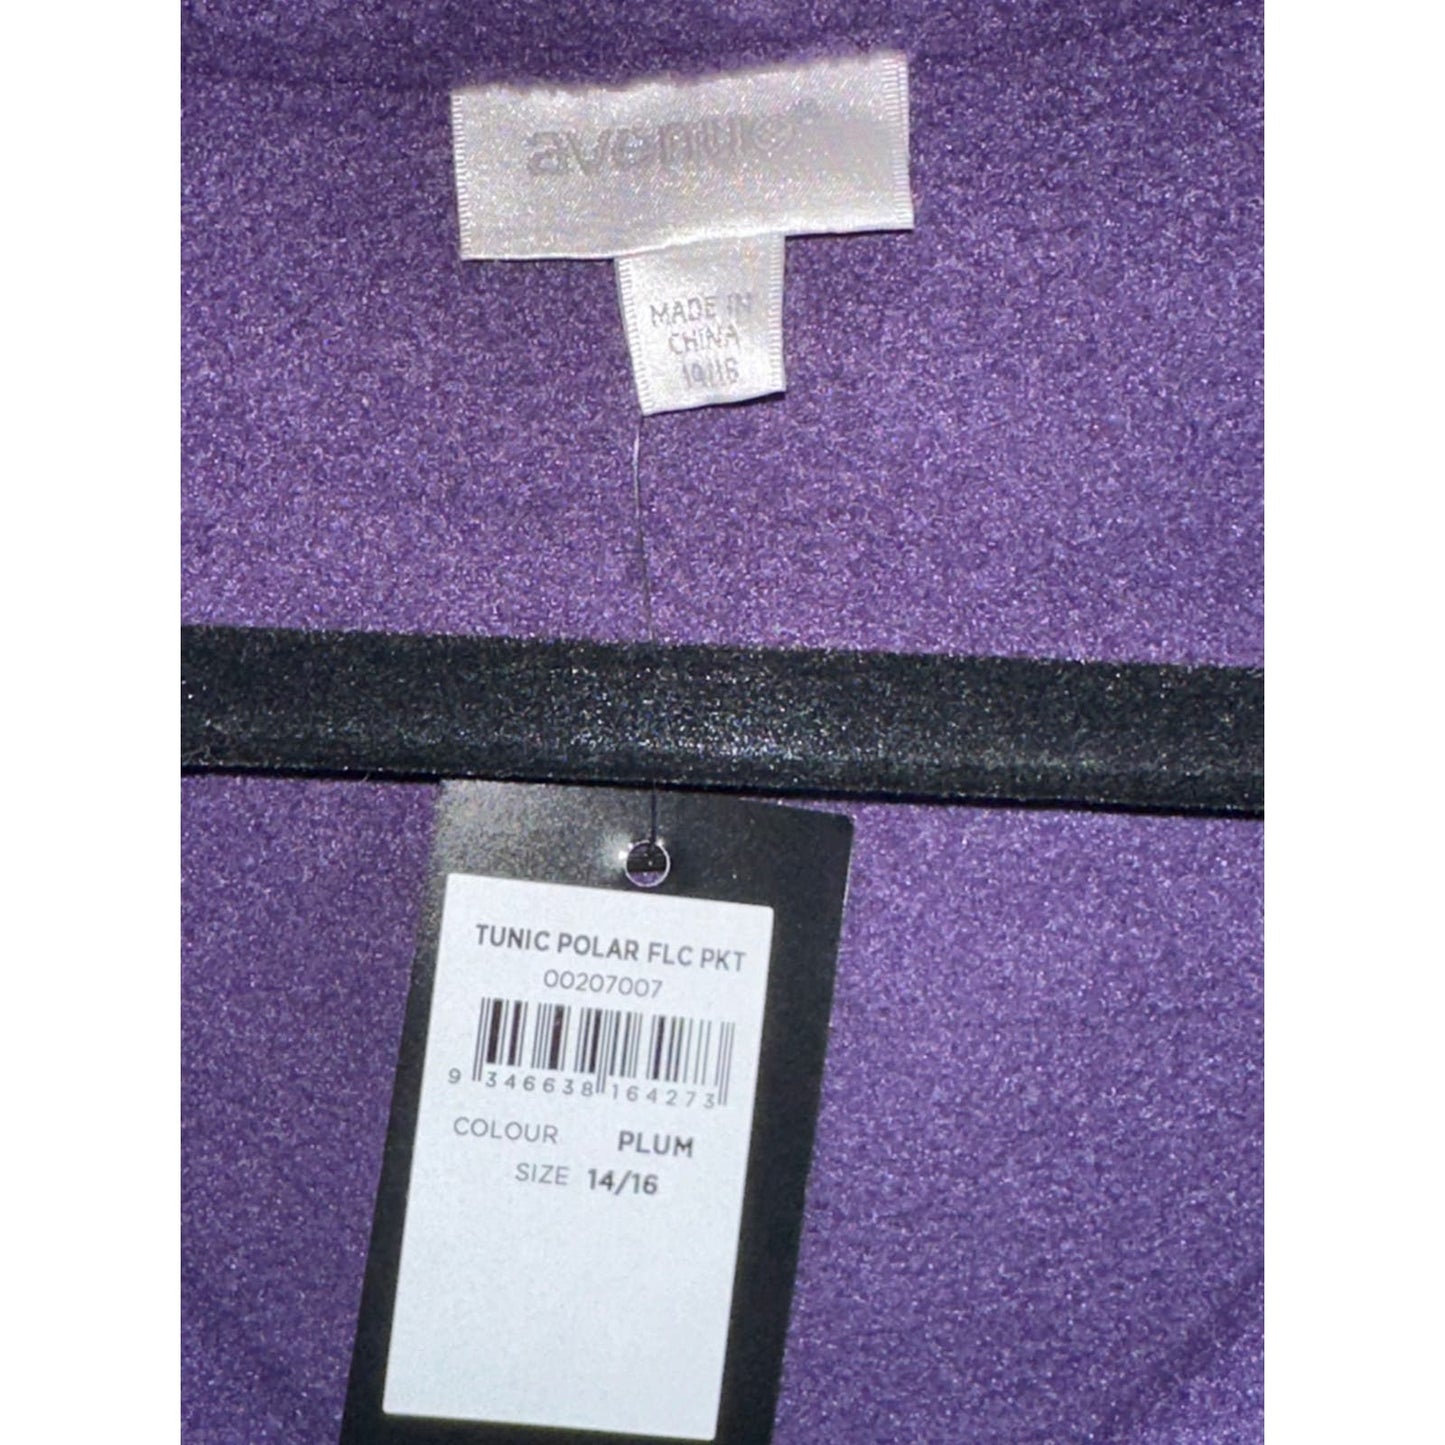 avenue
MADE IN
CHINA
14/16
TUNIC POLAR FLC PKT
00207007
9 346638 164273
COLOUR PLUM
SIZE 14/16